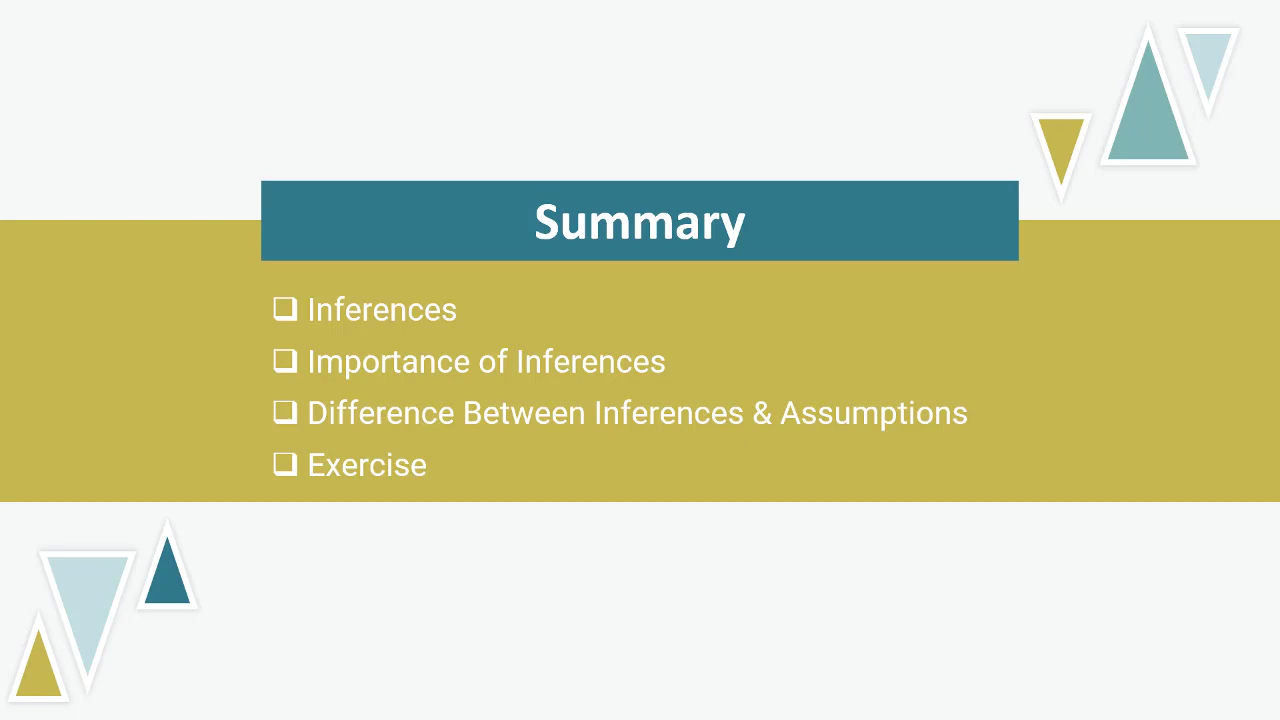 Summary
❑ Inferences
❑ Importance of Inferences
❑ Difference Between Inferences & Assumptions
❑ Exercise